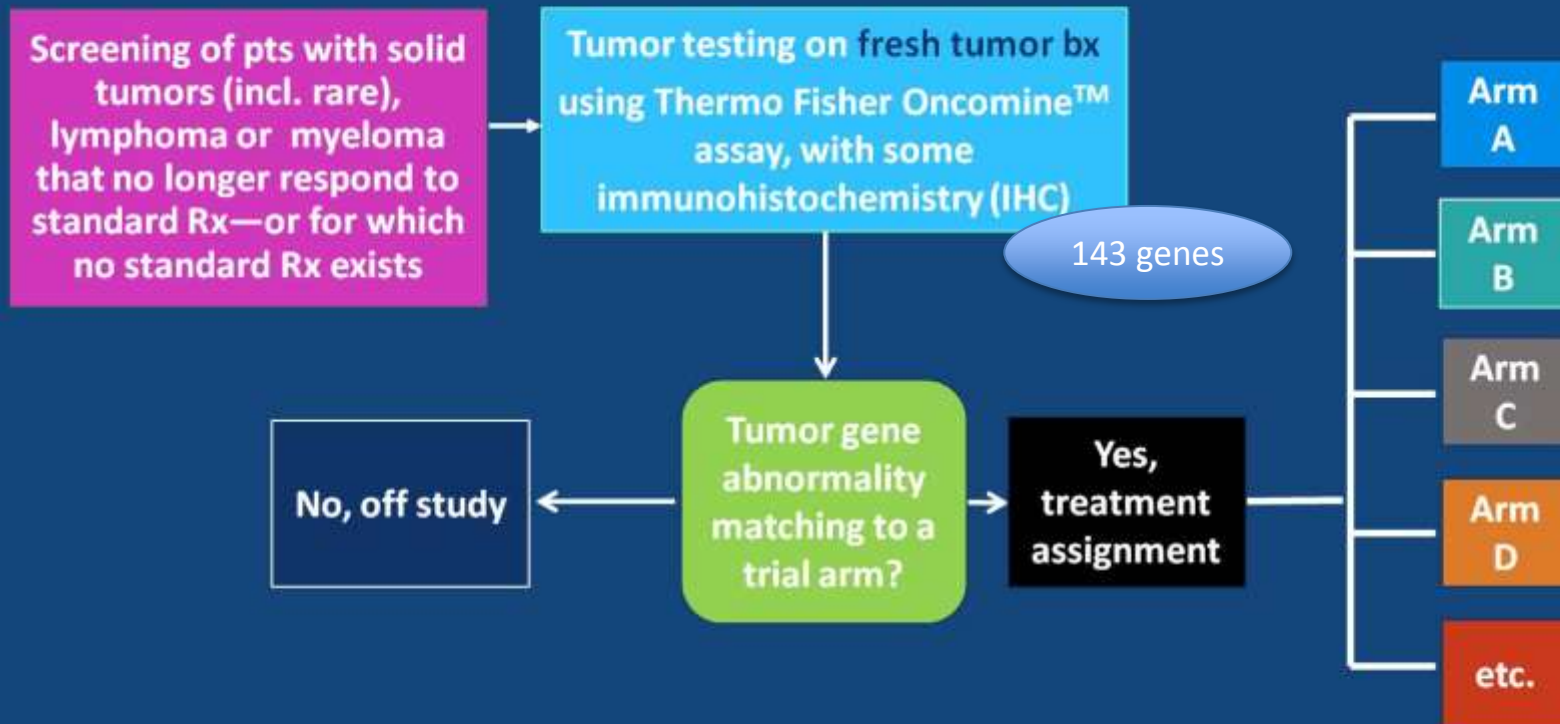 Screening of pts with solid
tumors (incl. rare),
lymphoma or myeloma
that no longer respond to
standard Rx—or for which
no standard Rx exists
Tumor testing on fresh tumor bx
using Thermo Fisher Oncomine™
assay, with some
immunohistochemistry (IHC)
143 genes
Tumor gene
abnormality
matching to a
trial arm?
No, off study
Yes,
treatment
assignment
Arm
A
Arm
B
Arm
C
Arm
D
etc.